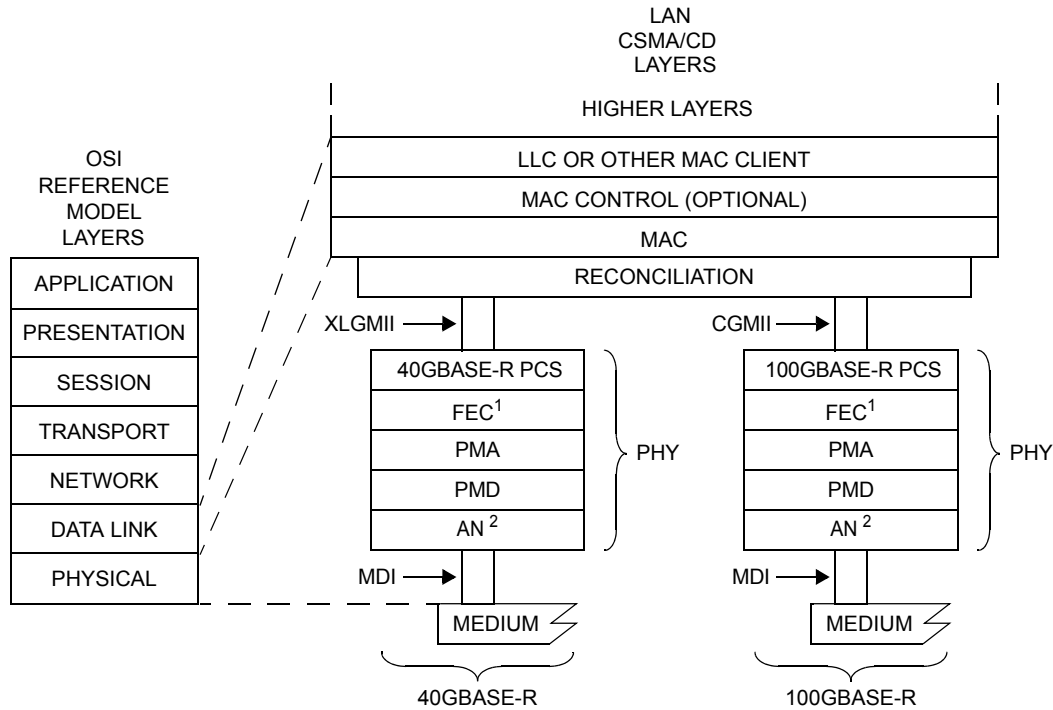 LAN
CSMA/CD
LAYERS
HIGHER LAYERS
LLC OR OTHER MAC CLIENT
MAC CONTROL (OPTIONAL)
MAC
RECONCILIATION
OSI
REFERENCE
MODEL
LAYERS
APPLICATION
PRESENTATION
SESSION
TRANSPORT
NETWORK
DATA LINK
PHYSICAL
XLGMII
40GBASE-R PCS
FEC1
PMA
PMD
AN 2
PHY
MDI
MEDIUM
40GBASE-R
CGMII
100GBASE-R PCS
FEC1
PMA
PMD
AN 2
PHY
MDI
MEDIUM
100GBASE-R